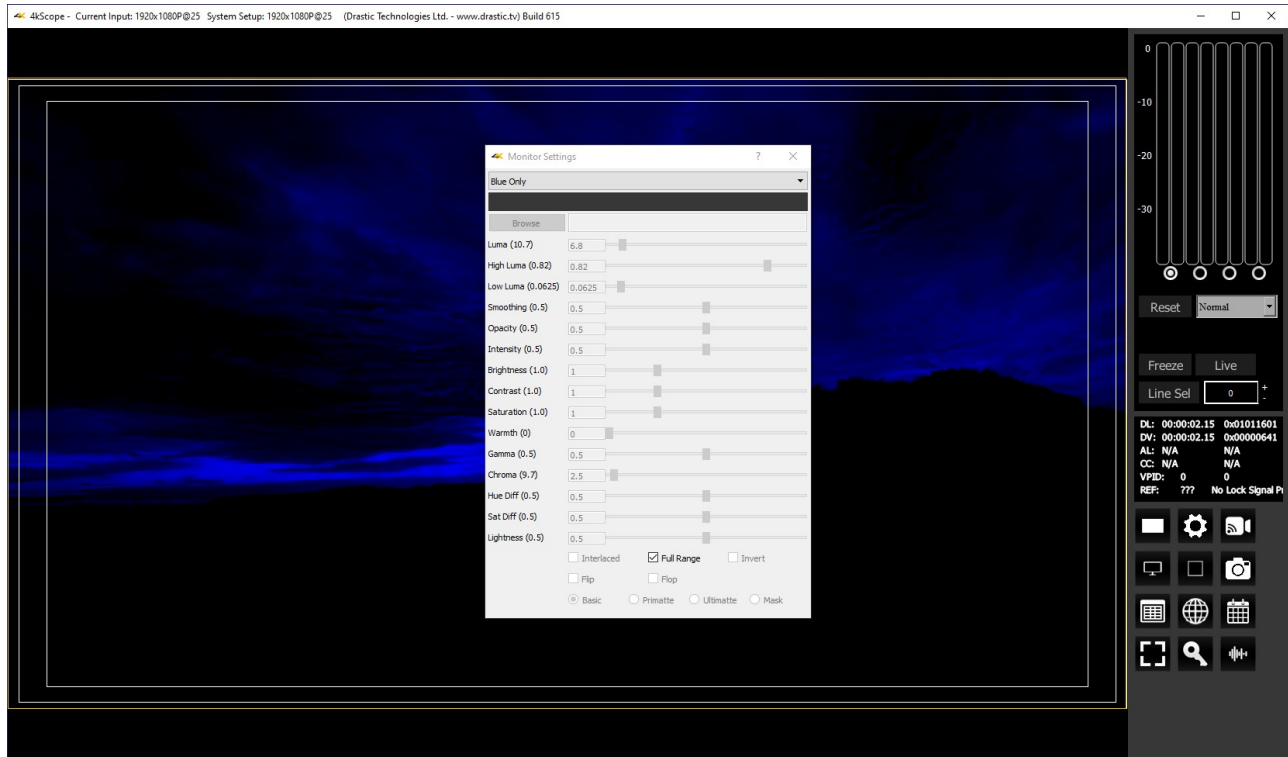 4K 4kScope - Current Input: 1920x1080P@25 System Setup: 1920x1080P@25 (Drastic Technologies Ltd. - www.drastic.tv) Build 615
4K Monitor Settings ?
Blue Only
Browse
Luma (10.7) 6.8
High Luma (0.82) 0.82
Low Luma (0.0625) 0.0625
Smoothing (0.5) 0.5
Opacity (0.5) 0.5
Intensity (0.5) 0.5
Brightness (1.0) 1
Contrast (1.0) 1
Saturation (1.0) 1
Warmth (0) 0
Gamma (0.5) 0.5
Chroma (9.7) 2.5
Hue Diff (0.5) 0.5
Sat Diff (0.5) 0.5
Lightness (0.5) 0.5
Interlaced Full Range Invert
Flip Flop
Basic Primatte Ultimatte Mask
0
-10
-20
-30
Reset Normal
Freeze Live
Line Sel 0 + -
DL: 00:00:02.15 0x01011601
DV: 00:00:02.15 0x00000641
AL: N/A N/A
CC: N/A N/A
VPID: 0 0
REF: ??? No Lock Signal Pr